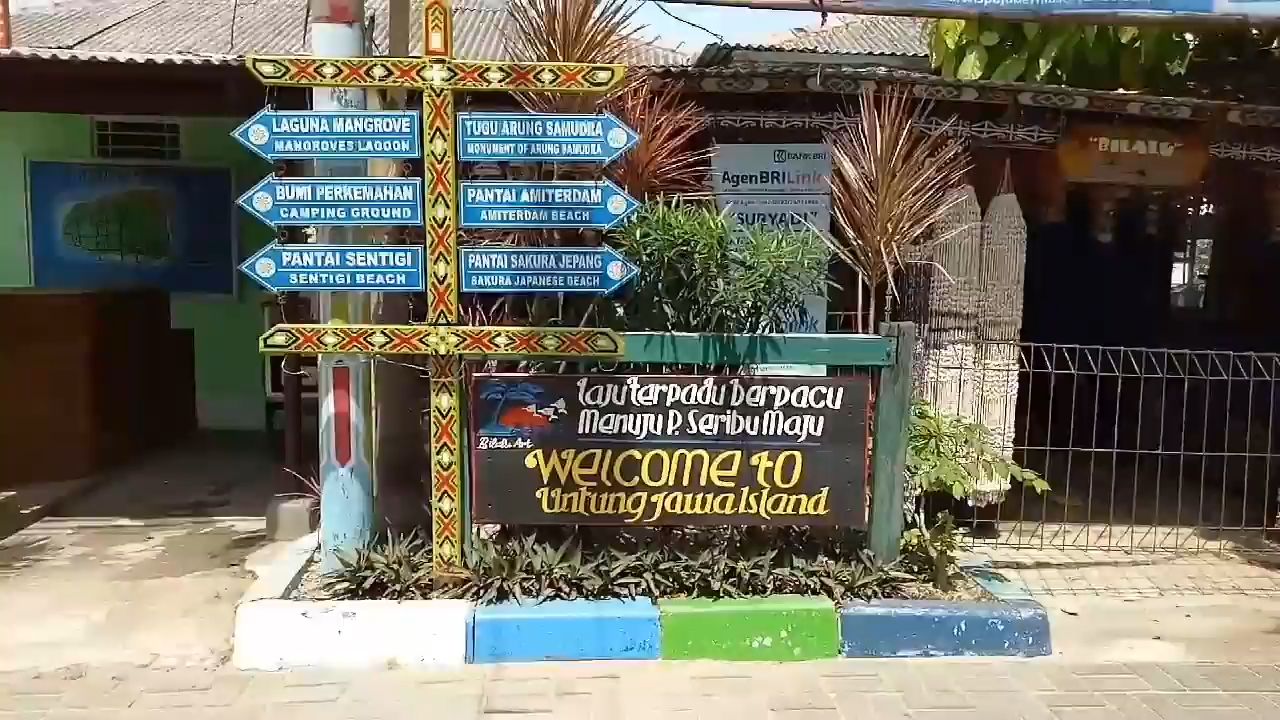 LAGUNA MANGROVE
MANGROVES LAGOON
BUMI PERKEMAHAN
CAMPING GROUND
PANTAI SENTIGI
SENTIGI BEACH
TUGU ARUNG SAMUDRA
MONUMENT OF ARUNG SAMUDRA
PANTAI AMITERDAM
AMITERDAM BEACH
PANTAI SAKURA JEPANG
SAKURA JAPANESE BEACH
BANK BRI
AgenBRILink
"SURYADI"
"BILALU"
Laju terpadu berpacu
Menuju P. Seribu Maju
Bilalu Art
WELCOME to
Untung Jawa Island